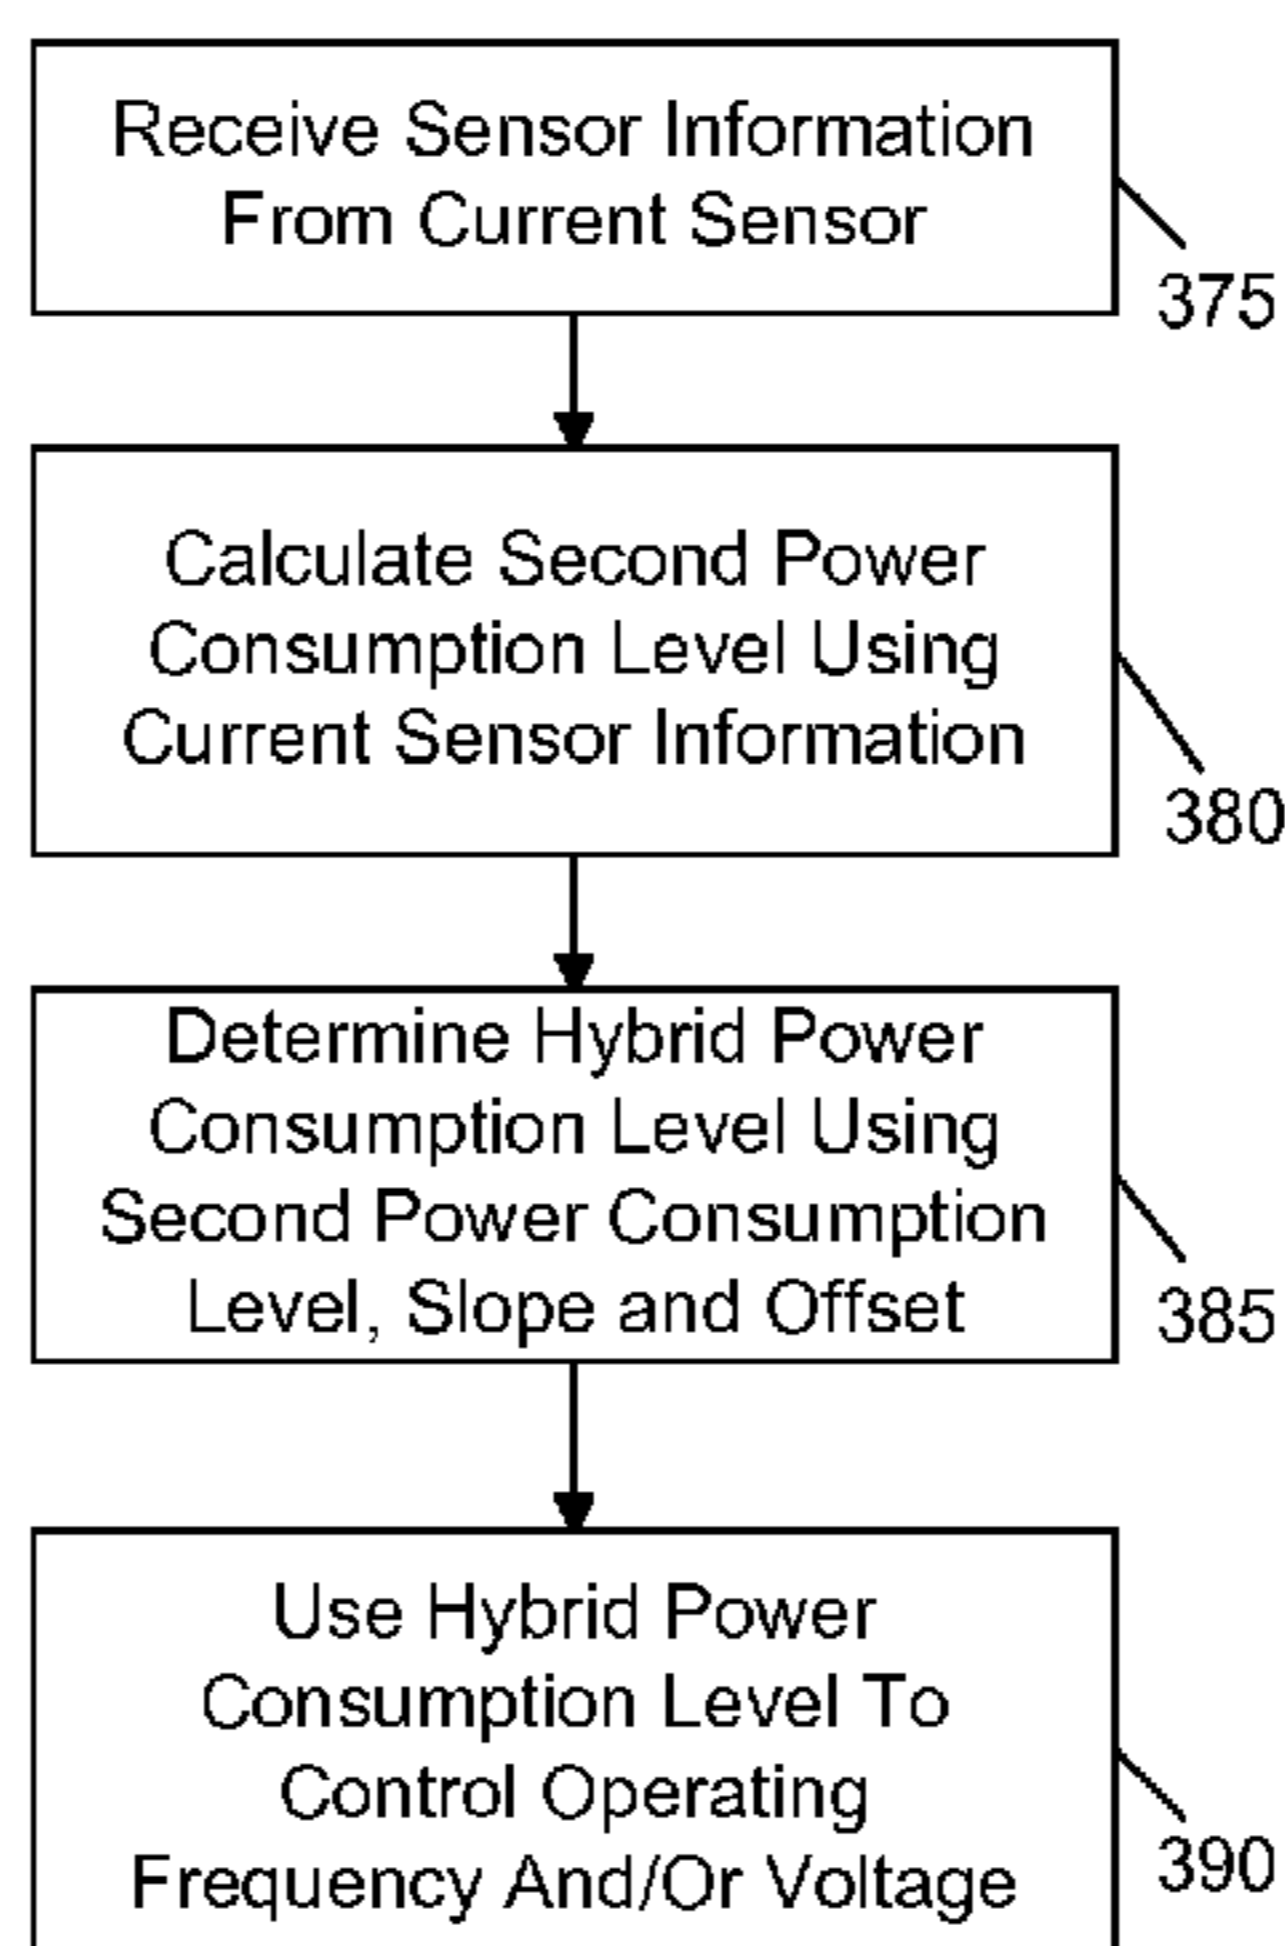 Receive Sensor Information
From Current Sensor
375
Calculate Second Power
Consumption Level Using
Current Sensor Information
380
Determine Hybrid Power
Consumption Level Using
Second Power Consumption
Level, Slope and Offset
385
Use Hybrid Power
Consumption Level To
Control Operating
Frequency And/Or Voltage
390